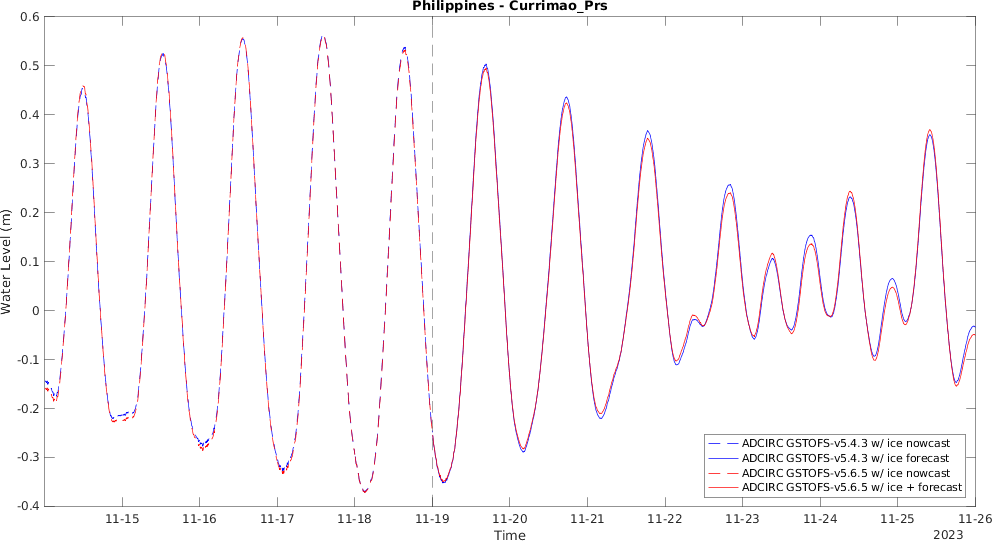 Philippines - Currimao_Prs
Water Level (m)
0.6
0.5
0.4
0.3
0.2
0.1
0
-0.1
-0.2
-0.3
-0.4
ADCIRC GSTOFS-v5.4.3 w/ ice nowcast
ADCIRC GSTOFS-v5.4.3 w/ ice forecast
ADCIRC GSTOFS-v5.6.5 w/ ice nowcast
ADCIRC GSTOFS-v5.6.5 w/ ice + forecast
11-15 11-16 11-17 11-18 11-19 11-20 11-21 11-22 11-23 11-24 11-25 11-26
Time
2023